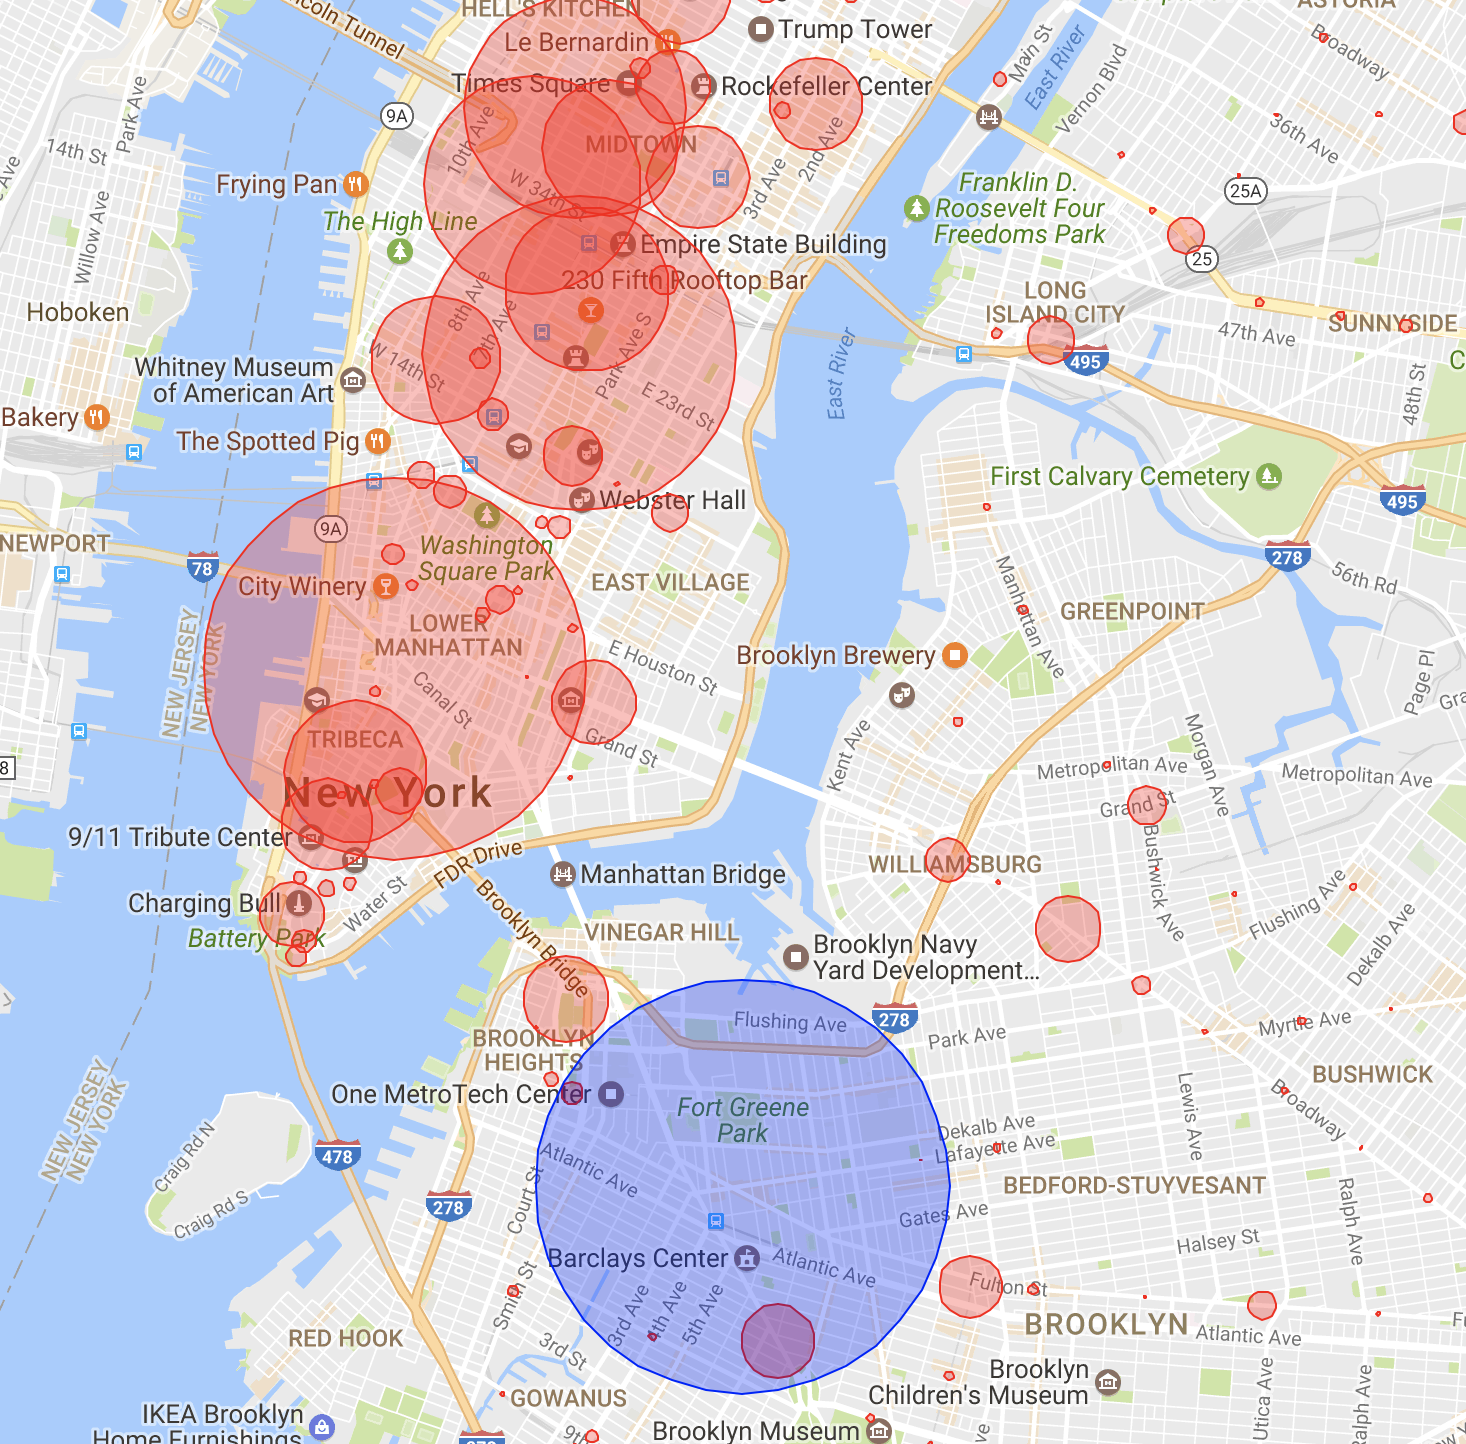 HELL'S KITCHEN
ASTORIA
Lincoln Tunnel
Le Bernardin
Trump Tower
Main St
East River
Broadway
Times Square
Rockefeller Center
Vernon Blvd
Park Ave
9A
14th St
10th Ave
MIDTOWN
2nd Ave
36th Ave
Frying Pan
W 34th St
3rd Ave
Franklin D.
Roosevelt Four
Freedoms Park
25A
The High Line
Willow Ave
Empire State Building
25
230 Fifth Rooftop Bar
Hoboken
8th Ave
7th Ave
LONG
ISLAND CITY
47th Ave
SUNNYSIDE
Park Ave S
East River
W 14th St
Whitney Museum
of American Art
495
E 23rd St
48th St
Bakery
The Spotted Pig
First Calvary Cemetery
Webster Hall
495
9A
NEWPORT
Washington
Square Park
78
278
City Winery
EAST VILLAGE
56th Rd
Manhattan Ave
GREENPOINT
LOWER
MANHATTAN
NEW JERSEY
NEW YORK
E Houston St
Brooklyn Brewery
Page Pl
Canal St
TRIBECA
Grand St
Kent Ave
Morgan Ave
Metropolitan Ave
Metropolitan Ave
8
New York
Grand St
9/11 Tribute Center
FDR Drive
Bushwick Ave
WILLIAMSBURG
Manhattan Bridge
Charging Bull
Water St
Flushing Ave
Battery Park
Brooklyn Bridge
VINEGAR HILL
Brooklyn Navy
Yard Development...
Dekalb Ave
Flushing Ave
278
Park Ave
Myrtle Ave
BROOKLYN
HEIGHTS
NEW JERSEY
NEW YORK
One MetroTech Center
Fort Greene
Park
Lewis Ave
BUSHWICK
Broadway
Craig Rd N
478
Dekalb Ave
Lafayette Ave
Atlantic Ave
BEDFORD-STUYVESANT
Craig Rd S
278
Court St
Gates Ave
Ralph Ave
Halsey St
Barclays Center
Atlantic Ave
Smith St
3rd Ave
4th Ave
5th Ave
Fulton St
RED HOOK
BROOKLYN
Atlantic Ave
3rd St
Brooklyn
Children's Museum
GOWANUS
Utica Ave
Ralph Ave
IKEA Brooklyn
Home Furnishings
9th
Brooklyn Museum
278